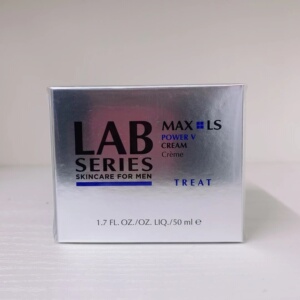 LAB
SERIES
SKINCARE FOR MEN
MAX LS
POWER V
CREAM
Crème
TREAT
1.7 FL. OZ./OZ. LIQ./50 ml ℮